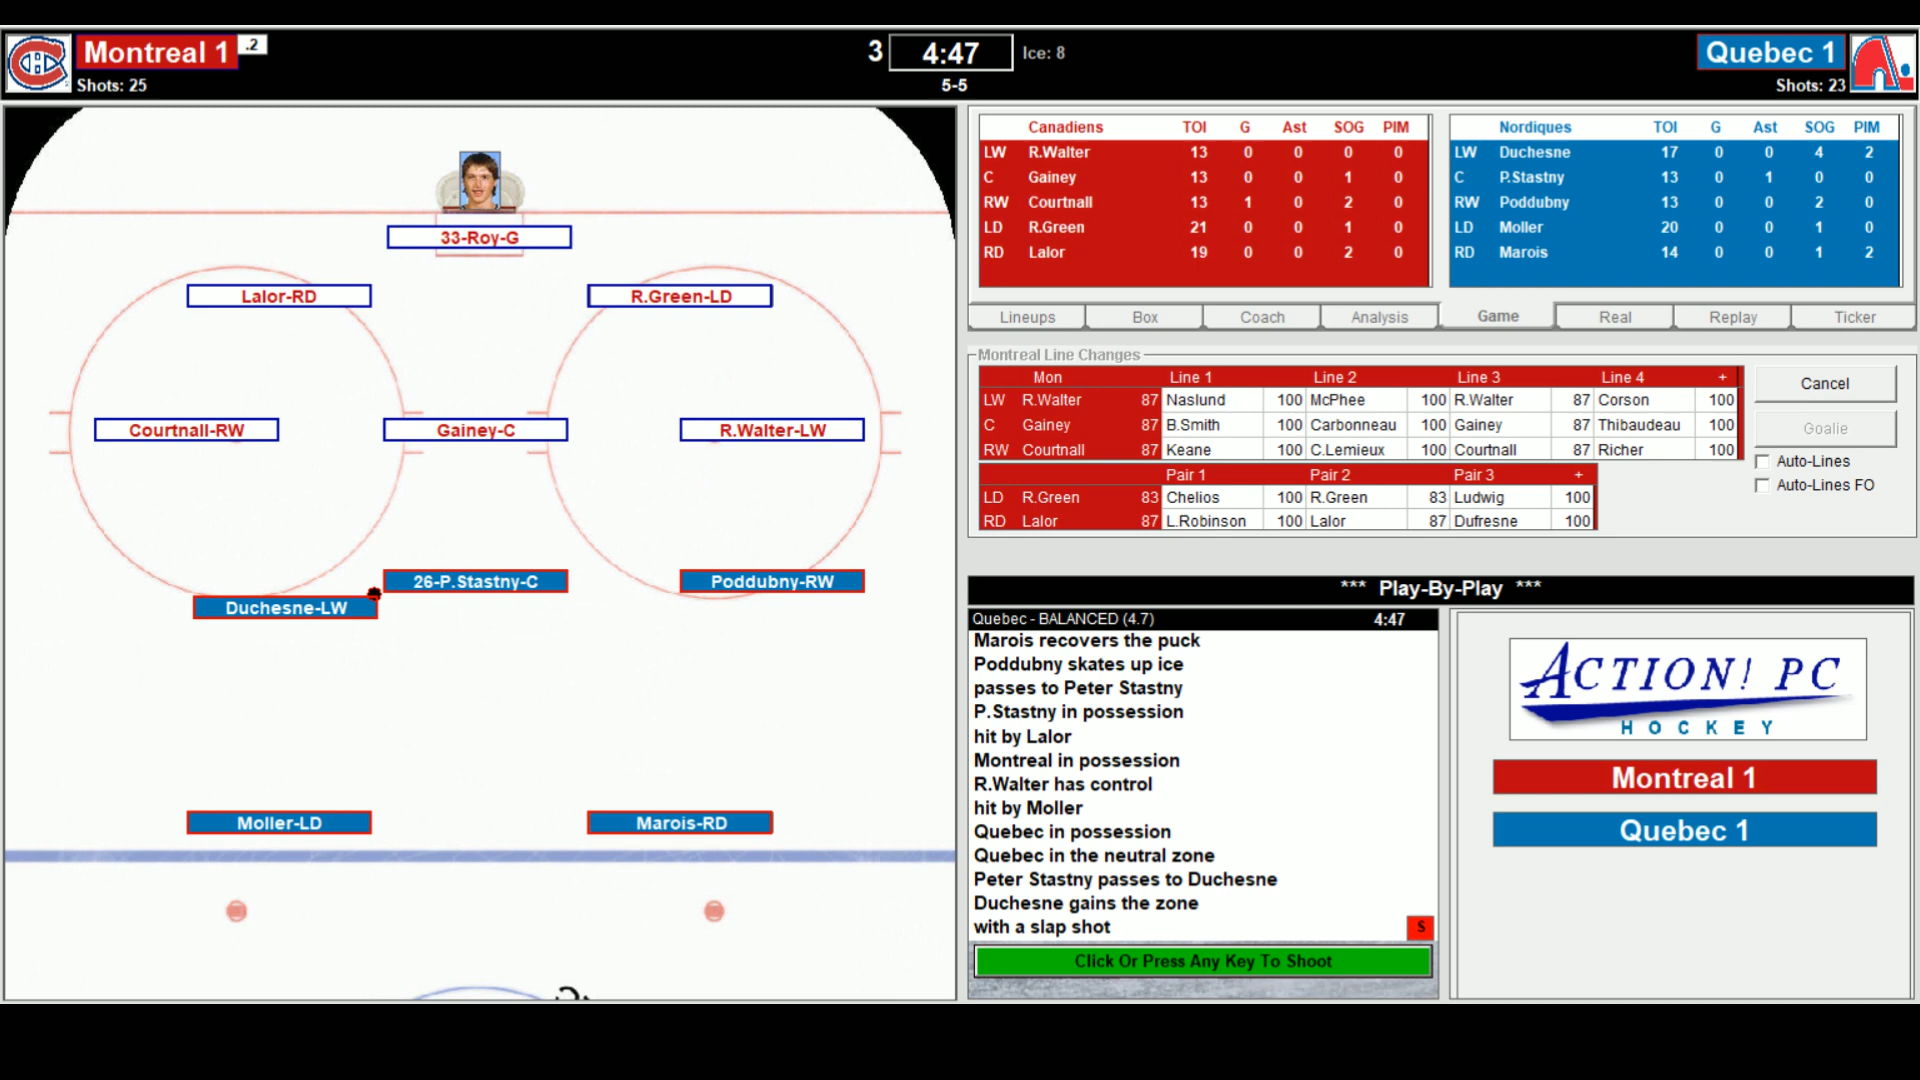 Montreal 1 .2
Shots: 25
3 4:47 Ice: 8
5-5
Quebec 1
Shots: 23
33-Roy-G
Lalor-RD R.Green-LD
Courtnall-RW Gainey-C R.Walter-LW
26-P.Stastny-C Poddubny-RW
Duchesne-LW
Moller-LD Marois-RD
Canadiens TOI G Ast SOG PIM
LW R.Walter 13 0 0 0 0
C Gainey 13 0 0 1 0
RW Courtnall 13 1 0 2 0
LD R.Green 21 0 0 1 0
RD Lalor 19 0 0 2 0
Nordiques TOI G Ast SOG PIM
LW Duchesne 17 0 0 4 2
C P.Stastny 13 0 1 0 0
RW Poddubny 13 0 0 2 0
LD Moller 20 0 0 1 0
RD Marois 14 0 0 1 2
Lineups Box Coach Analysis Game Real Replay Ticker
Montreal Line Changes
Mon Line 1 Line 2 Line 3 Line 4 +
LW R.Walter 87 Naslund 100 McPhee 100 R.Walter 87 Corson 100
C Gainey 87 B.Smith 100 Carbonneau 100 Gainey 87 Thibaudeau 100
RW Courtnall 87 Keane 100 C.Lemieux 100 Courtnall 87 Richer 100
Pair 1 Pair 2 Pair 3 +
LD R.Green 83 Chelios 100 R.Green 83 Ludwig 100
RD Lalor 87 L.Robinson 100 Lalor 87 Dufresne 100
Cancel
Goalie
Auto-Lines
Auto-Lines FO
*** Play-By-Play ***
Quebec - BALANCED (4.7) 4:47
Marois recovers the puck
Poddubny skates up ice
passes to Peter Stastny
P.Stastny in possession
hit by Lalor
Montreal in possession
R.Walter has control
hit by Moller
Quebec in possession
Quebec in the neutral zone
Peter Stastny passes to Duchesne
Duchesne gains the zone
with a slap shot S
Click Or Press Any Key To Shoot
ACTION! PC
HOCKEY
Montreal 1
Quebec 1